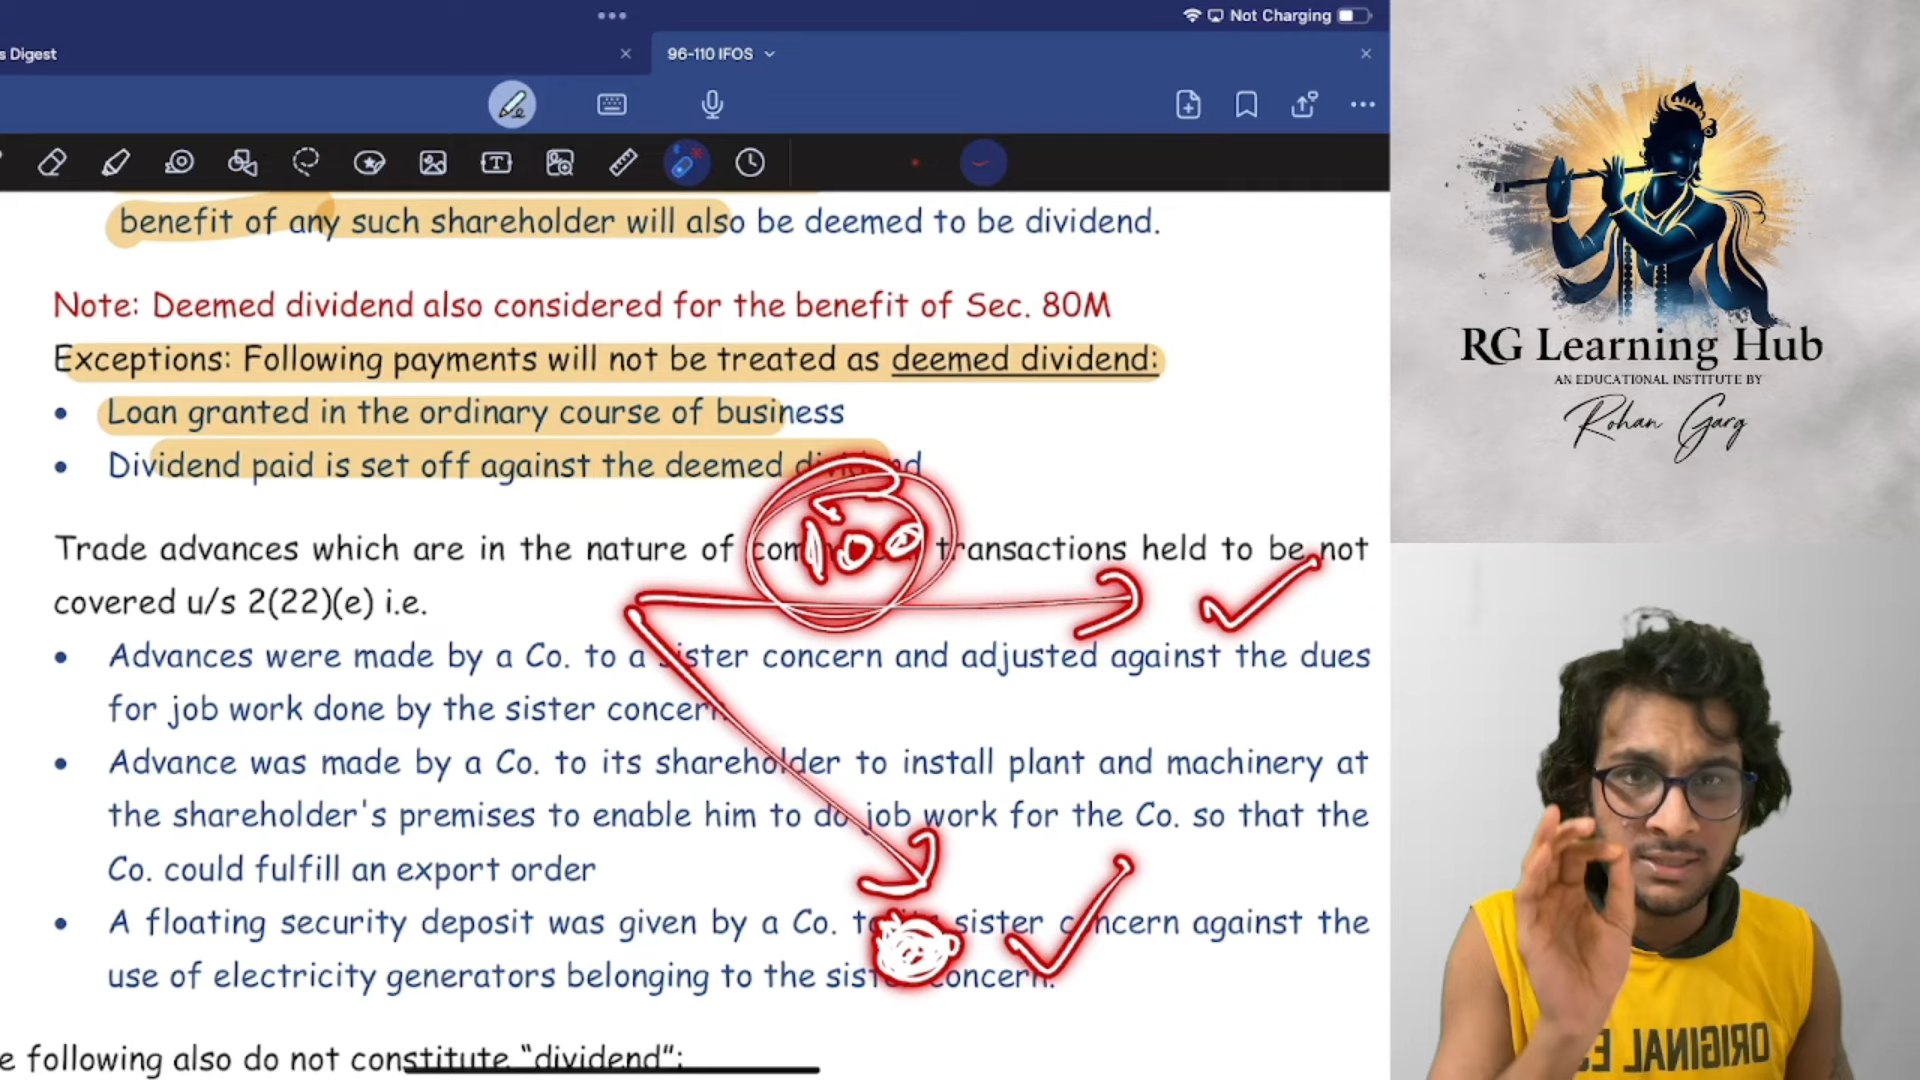 Not Charging
s Digest
96-110 IFOS
benefit of any such shareholder will also be deemed to be dividend.
Note: Deemed dividend also considered for the benefit of Sec. 80M
Exceptions: Following payments will not be treated as deemed dividend:
• Loan granted in the ordinary course of business
• Dividend paid is set off against the deemed dividend
100
Trade advances which are in the nature of transactions held to be not
covered u/s 2(22)(e) i.e.
• Advances were made by a Co. to a sister concern and adjusted against the dues
for job work done by the sister concern
• Advance was made by a Co. to its shareholder to install plant and machinery at
the shareholder's premises to enable him to do job work for the Co. so that the
Co. could fulfill an export order
• A floating security deposit was given by a Co. to its sister concern against the
use of electricity generators belonging to the sister concern.
e following also do not constitute "dividend":
RG Learning Hub
AN EDUCATIONAL INSTITUTE BY
Rohan Garg
ORIGINAL